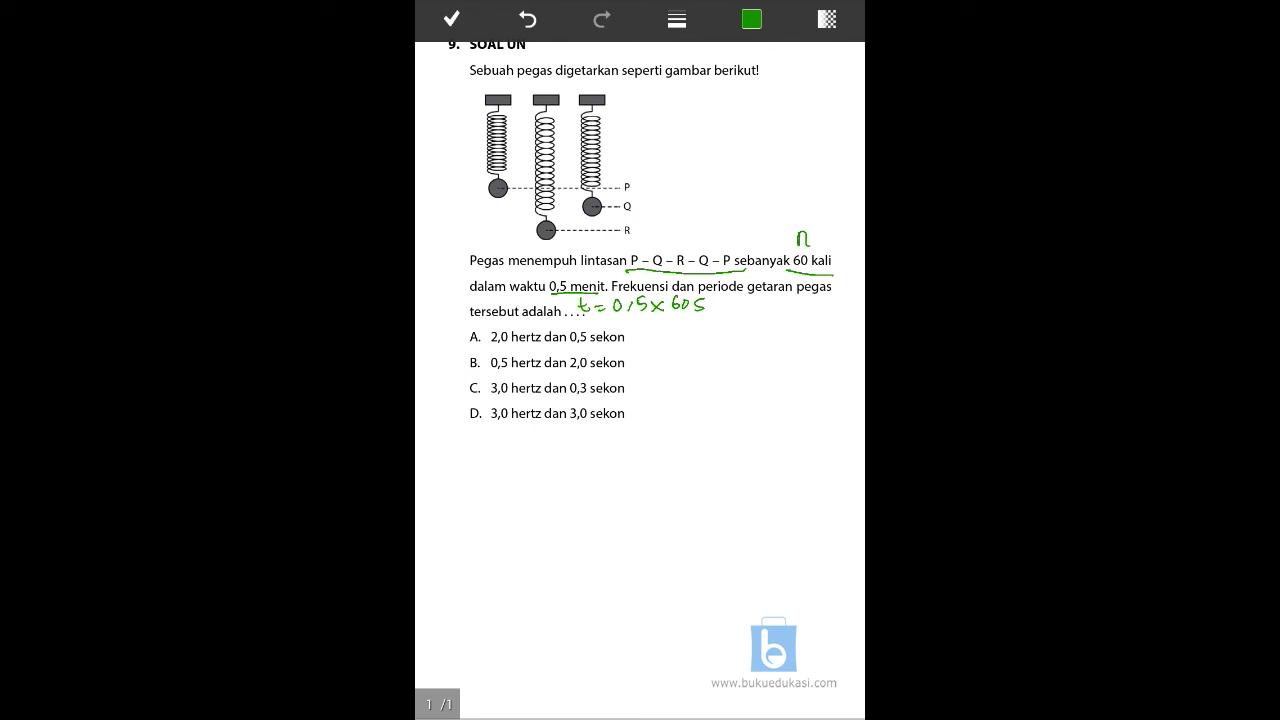 9. SOAL UN
Sebuah pegas digetarkan seperti gambar berikut!
P
Q
R
n
Pegas menempuh lintasan P – Q – R – Q – P sebanyak 60 kali
dalam waktu 0,5 menit. Frekuensi dan periode getaran pegas
t = 0,5 x 60 s
tersebut adalah . . . .
A. 2,0 hertz dan 0,5 sekon
B. 0,5 hertz dan 2,0 sekon
C. 3,0 hertz dan 0,3 sekon
D. 3,0 hertz dan 3,0 sekon
b
www.bukuedukasi.com
1 /1